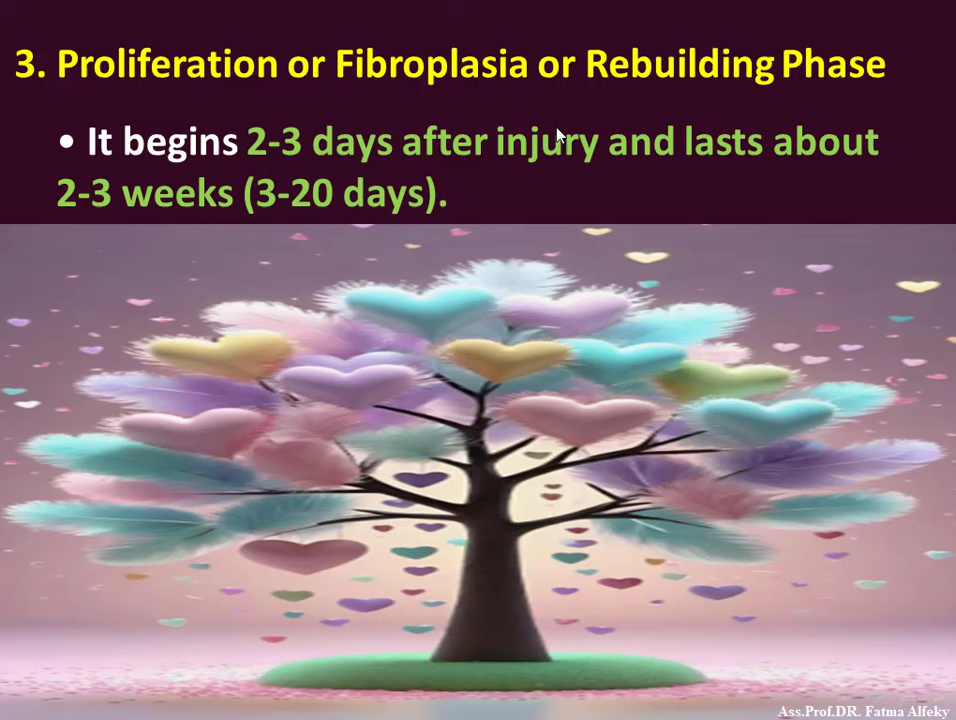 3. Proliferation or Fibroplasia or Rebuilding Phase
• It begins 2-3 days after injury and lasts about
2-3 weeks (3-20 days).
Ass.Prof.DR. Fatma Alfeky